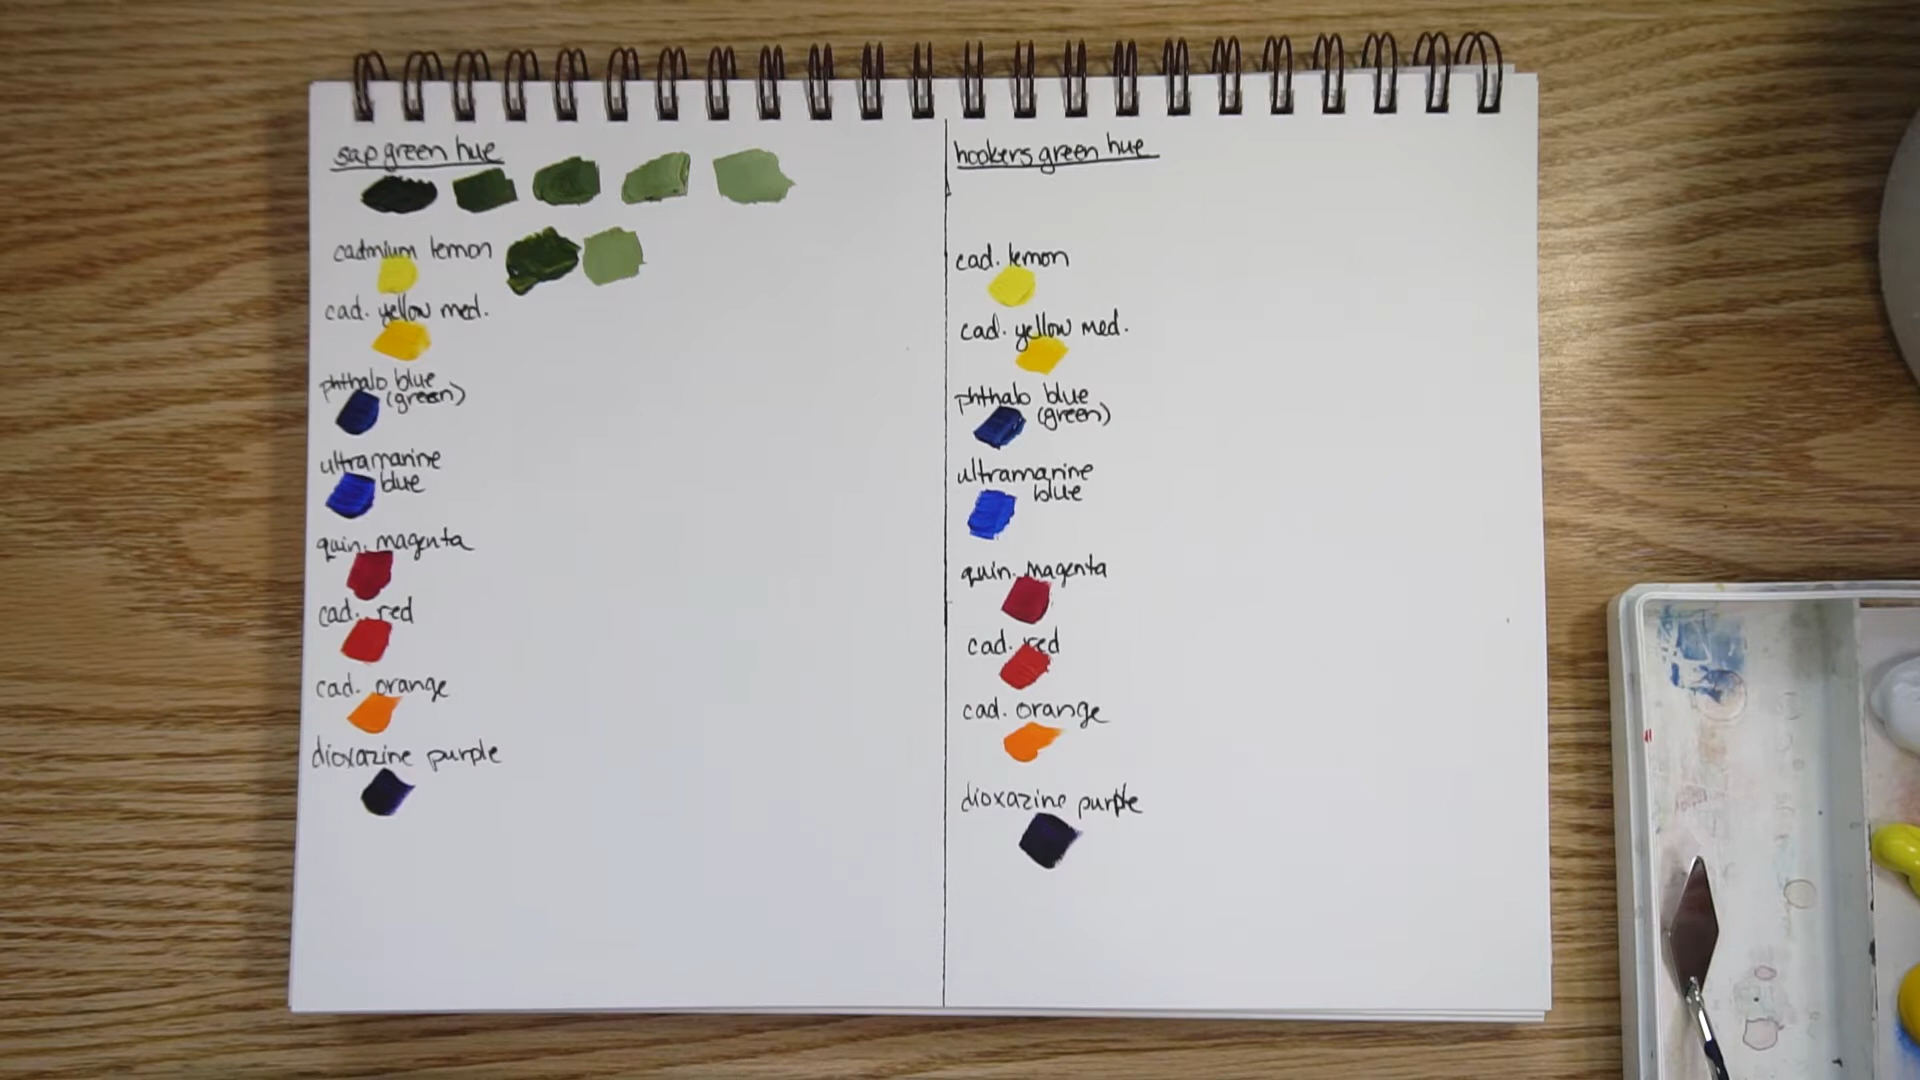 sap green hue
cadmium lemon
cad. yellow med.
phthalo blue
(green)
ultramarine
blue
quin. magenta
cad. red
cad. orange
dioxazine purple
hookers green hue
cad. lemon
cad. yellow med.
phthalo blue
(green)
ultramarine
blue
quin. magenta
cad. red
cad. orange
dioxazine purple